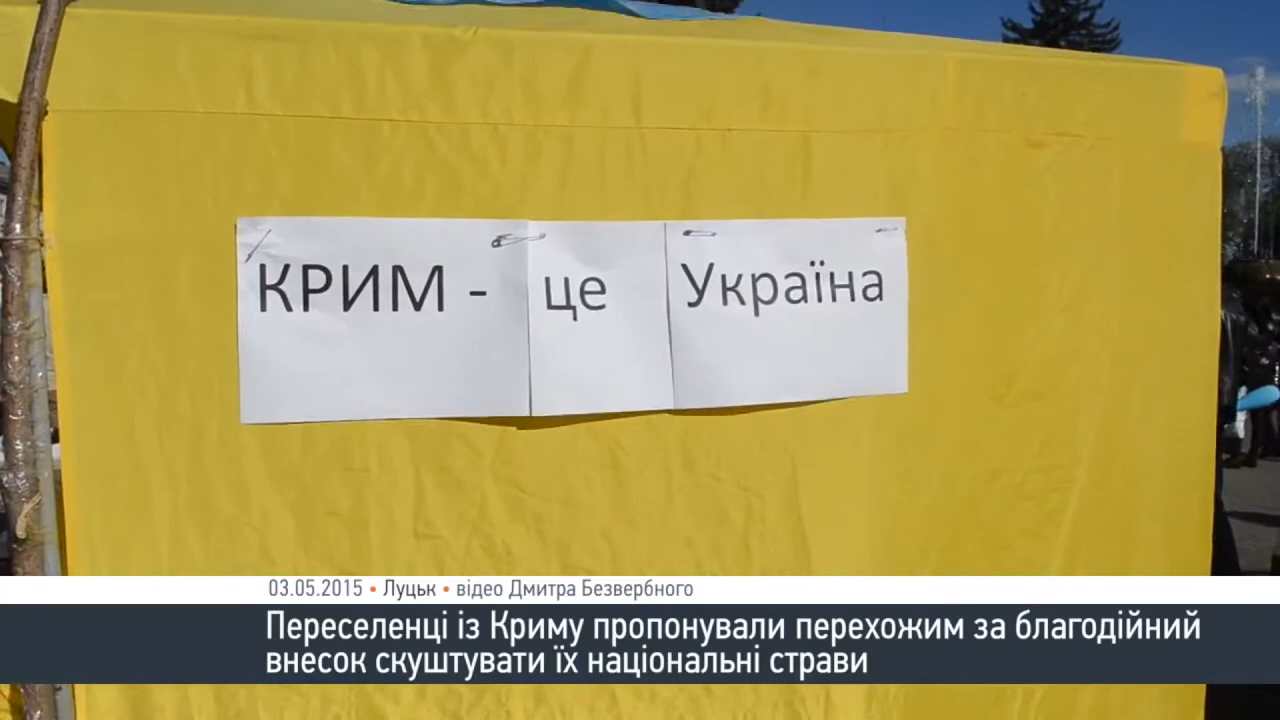 КРИМ - це Україна
03.05.2015 • Луцьк • відео Дмитра Безвербного
Переселенці із Криму пропонували перехожим за благодійний
внесок скуштувати їх національні страви